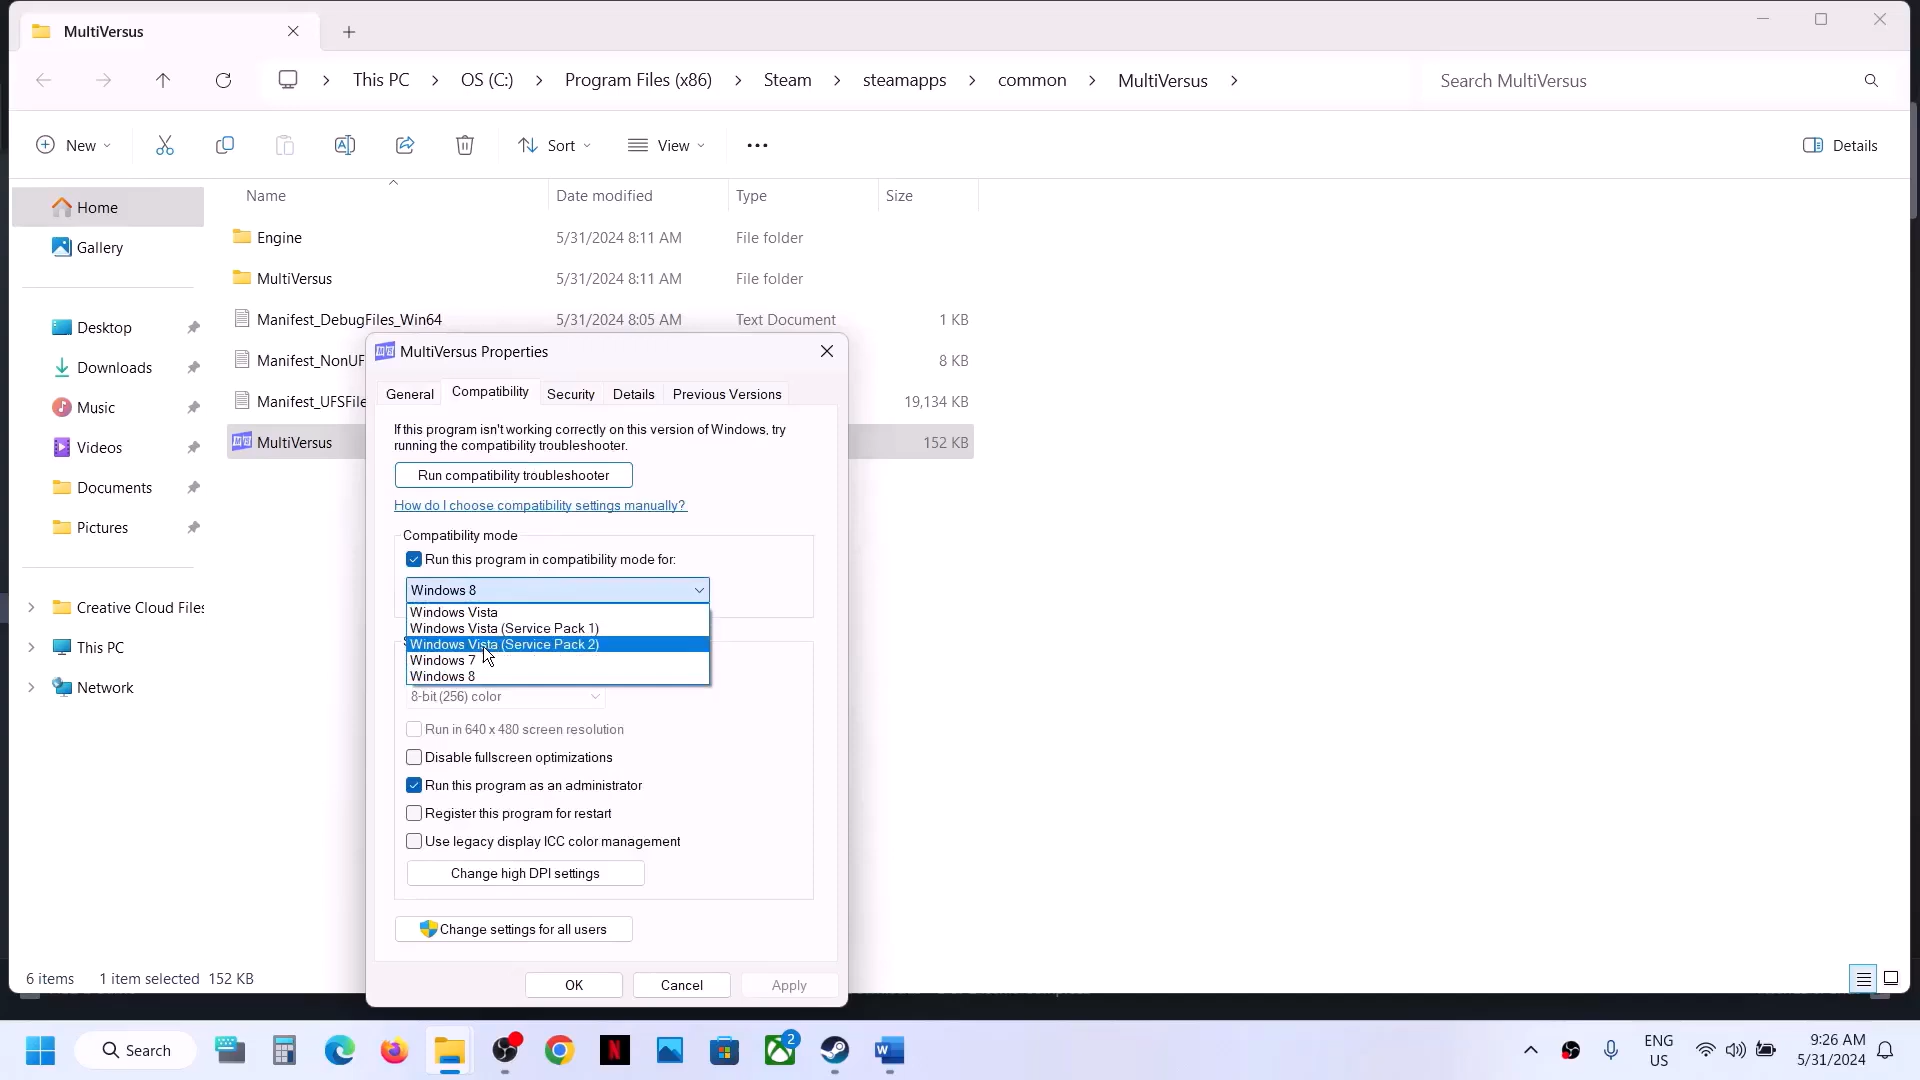 MultiVersus
This PC
OS (C:)
Program Files (x86)
Steam
steamapps
common
MultiVersus
Search MultiVersus
New
Sort
View
Details
Name
Date modified
Type
Size
Home
Gallery
Desktop
Downloads
Music
Videos
Documents
Pictures
Creative Cloud Files
This PC
Network
Engine 5/31/2024 8:11 AM File folder
MultiVersus 5/31/2024 8:11 AM File folder
Manifest_DebugFiles_Win64 5/31/2024 8:05 AM Text Document 1 KB
Manifest_NonUF 8 KB
Manifest_UFSFile 19,134 KB
MultiVersus 152 KB
MultiVersus Properties
General
Compatibility
Security
Details
Previous Versions
If this program isn't working correctly on this version of Windows, try
running the compatibility troubleshooter.
Run compatibility troubleshooter
How do I choose compatibility settings manually?
Compatibility mode
Run this program in compatibility mode for:
Windows 8
Windows Vista
Windows Vista (Service Pack 1)
Windows Vista (Service Pack 2)
Windows 7
Windows 8
8-bit (256) color
Run in 640 x 480 screen resolution
Disable fullscreen optimizations
Run this program as an administrator
Register this program for restart
Use legacy display ICC color management
Change high DPI settings
Change settings for all users
OK
Cancel
Apply
6 items
1 item selected 152 KB
Search
2
ENG
US
9:26 AM
5/31/2024